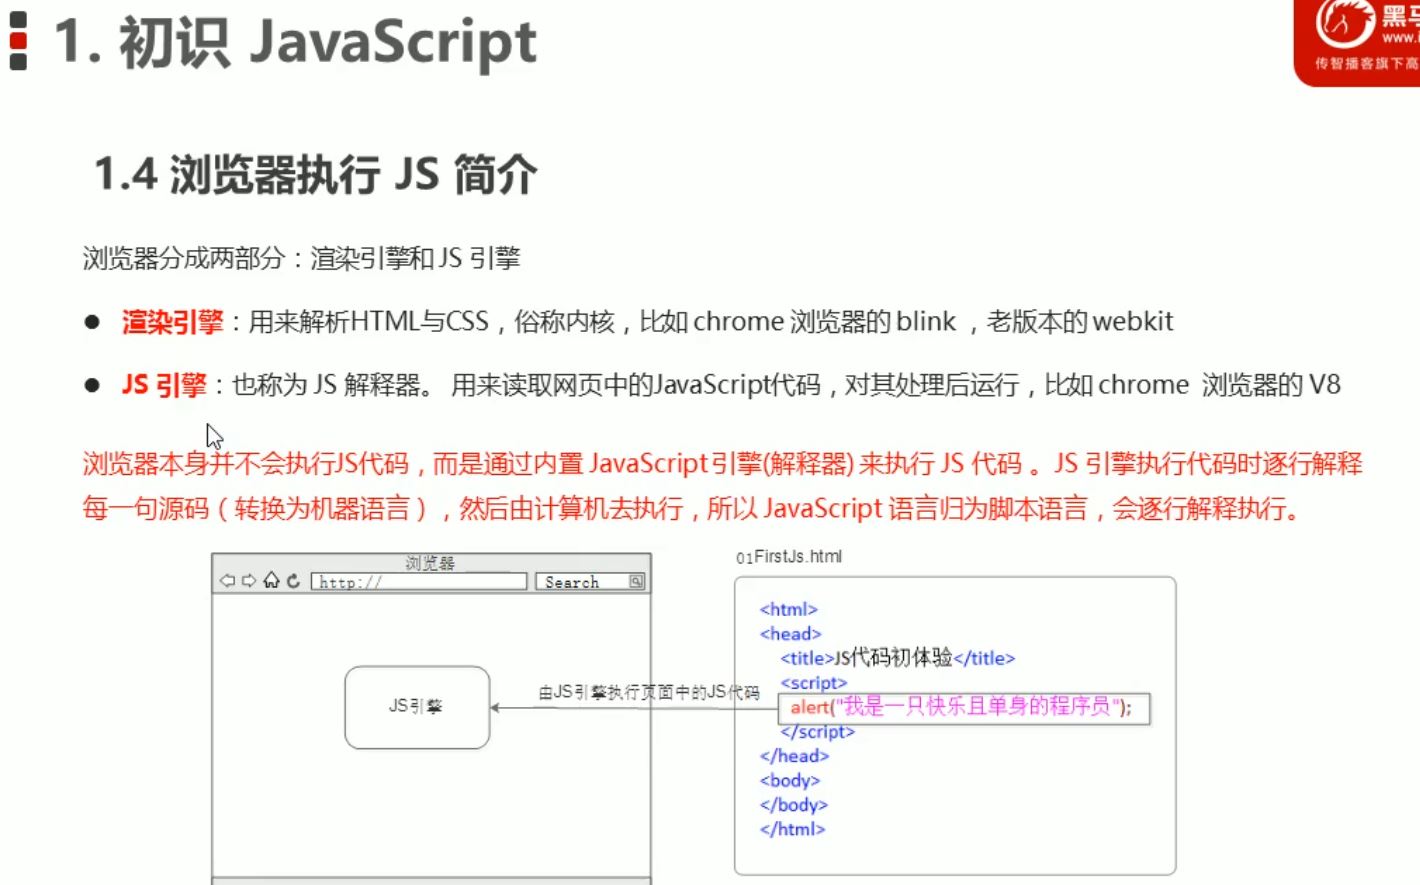 1. 初识 JavaScript
黑马
www.i
传智播客旗下高
1.4 浏览器执行 JS 简介
浏览器分成两部分：渲染引擎和 JS 引擎
● 渲染引擎：用来解析HTML与CSS，俗称内核，比如 chrome 浏览器的 blink ，老版本的 webkit
● JS 引擎：也称为 JS 解释器。 用来读取网页中的JavaScript代码，对其处理后运行，比如 chrome 浏览器的 V8
浏览器本身并不会执行JS代码，而是通过内置 JavaScript 引擎(解释器) 来执行 JS 代码 。JS 引擎执行代码时逐行解释
每一句源码（转换为机器语言），然后由计算机去执行，所以 JavaScript 语言归为脚本语言，会逐行解释执行。
浏览器
http://
Search
JS引擎
由JS引擎执行页面中的JS代码
01FirstJs.html
<html>
<head>
<title>JS代码初体验</title>
<script>
alert("我是一只快乐且单身的程序员");
</script>
</head>
<body>
</body>
</html>